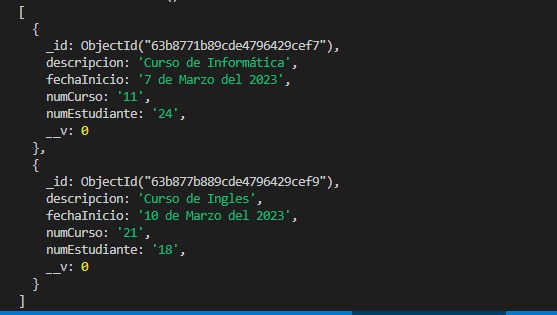 [
  {
    _id: ObjectId("63b8771b89cde4796429cef7"),
    descripcion: 'Curso de Informática',
    fechaInicio: '7 de Marzo del 2023',
    numCurso: '11',
    numEstudiante: '24',
    __v: 0
  },
  {
    _id: ObjectId("63b877b889cde4796429cef9"),
    descripcion: 'Curso de Ingles',
    fechaInicio: '10 de Marzo del 2023',
    numCurso: '21',
    numEstudiante: '18',
    __v: 0
  }
]